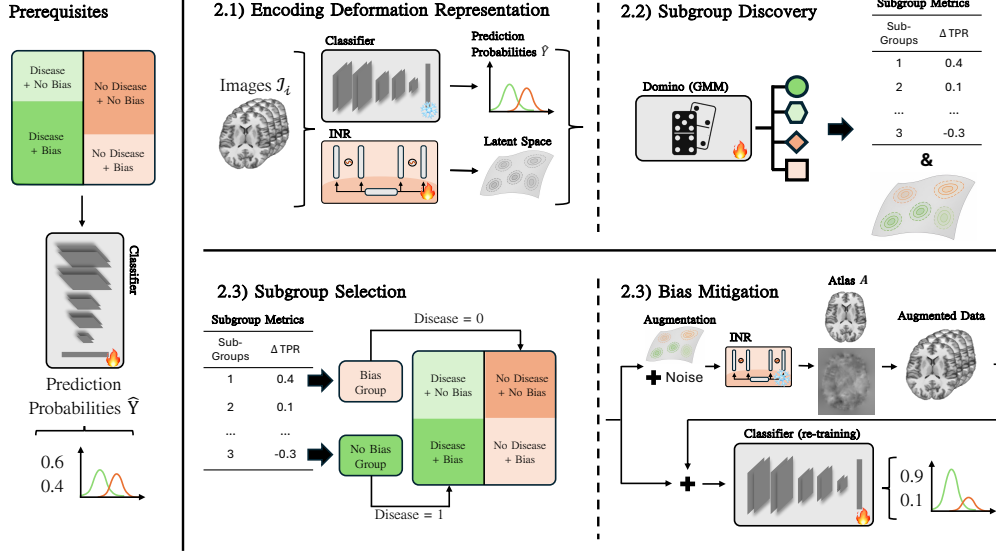 Prerequisites
Disease
+ No Bias
No Disease
+ No Bias
Disease
+ Bias
No Disease
+ Bias
Classifier
Prediction
Probabilities Ŷ
0.6
0.4
2.1) Encoding Deformation Representation
Images 𝓘ᵢ
Classifier
INR
Prediction
Probabilities Ŷ
Latent Space
2.2) Subgroup Discovery
Domino (GMM)
Subgroup Metrics
Sub-
Groups
Δ TPR
1 0.4
2 0.1
... ...
3 -0.3
&
2.3) Subgroup Selection
Subgroup Metrics
Sub-
Groups
Δ TPR
1 0.4
2 0.1
... ...
3 -0.3
Disease = 0
Bias
Group
No Bias
Group
Disease = 1
Disease
+ No Bias
No Disease
+ No Bias
Disease
+ Bias
No Disease
+ Bias
2.3) Bias Mitigation
Augmentation
+ Noise
INR
Atlas A
Augmented Data
+
Classifier (re-training)
0.9
0.1